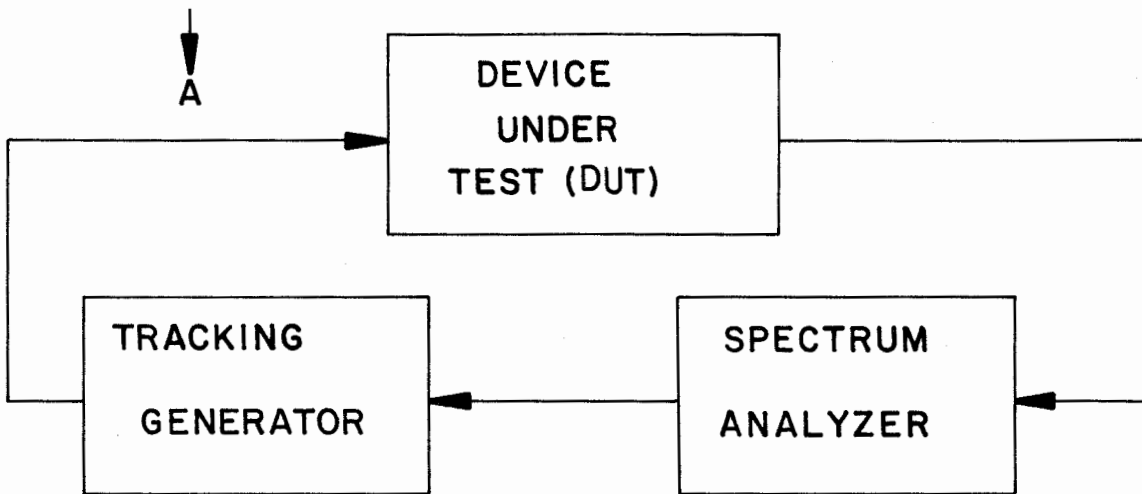 A
DEVICE
UNDER
TEST (DUT)
TRACKING
GENERATOR
SPECTRUM
ANALYZER